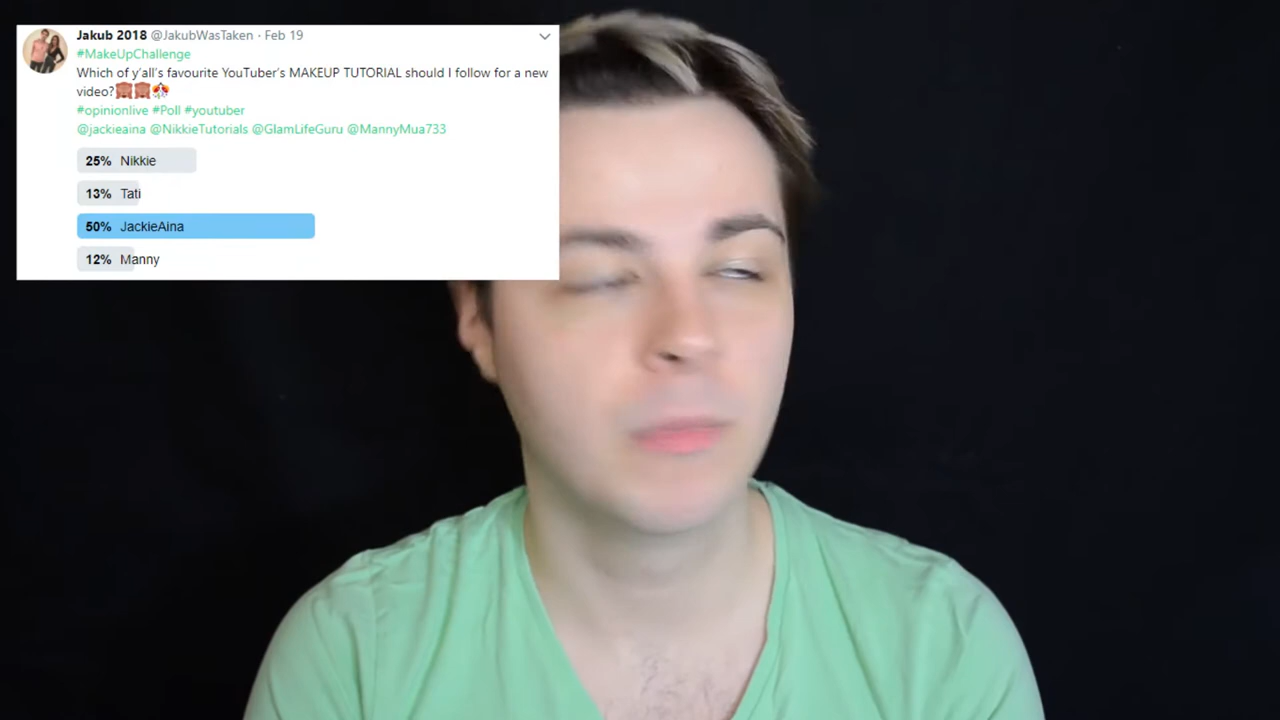 Jakub 2018 @JakubWasTaken · Feb 19
#MakeUpChallenge
Which of y'all's favourite YouTuber's MAKEUP TUTORIAL should I follow for a new
video?🙈🙈🎊
#opinionlive #Poll #youtuber
@jackieaina @NikkieTutorials @GlamLifeGuru @MannyMua733
25% Nikkie
13% Tati
50% JackieAina
12% Manny